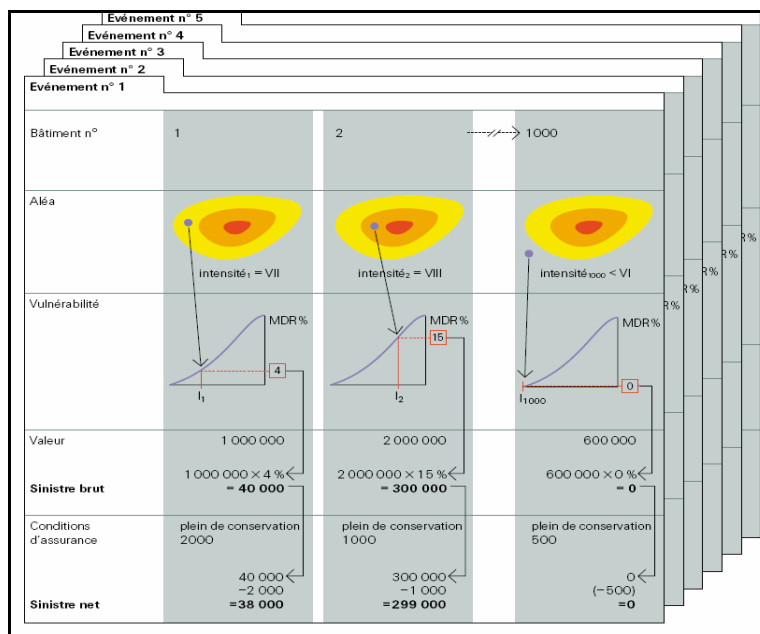 Evénement n° 5
Evénement n° 4
Evénement n° 3
Evénement n° 2
Evénement n° 1
Bâtiment n° 1 2 1000
Aléa
intensité₁ = VII intensité₂ = VIII intensité₁₀₀₀ < VI
Vulnérabilité
MDR% MDR% MDR%
4 15 0
I₁ I₂ I₁₀₀₀
R% R% R% R%
Valeur 1 000 000 2 000 000 600 000
1 000 000 × 4 % 2 000 000 × 15 % 600 000 × 0 %
Sinistre brut = 40 000 = 300 000 = 0
Conditions plein de conservation plein de conservation plein de conservation
d'assurance 2000 1000 500
40 000 300 000 0
−2 000 −1 000 (−500)
Sinistre net =38 000 =299 000 =0